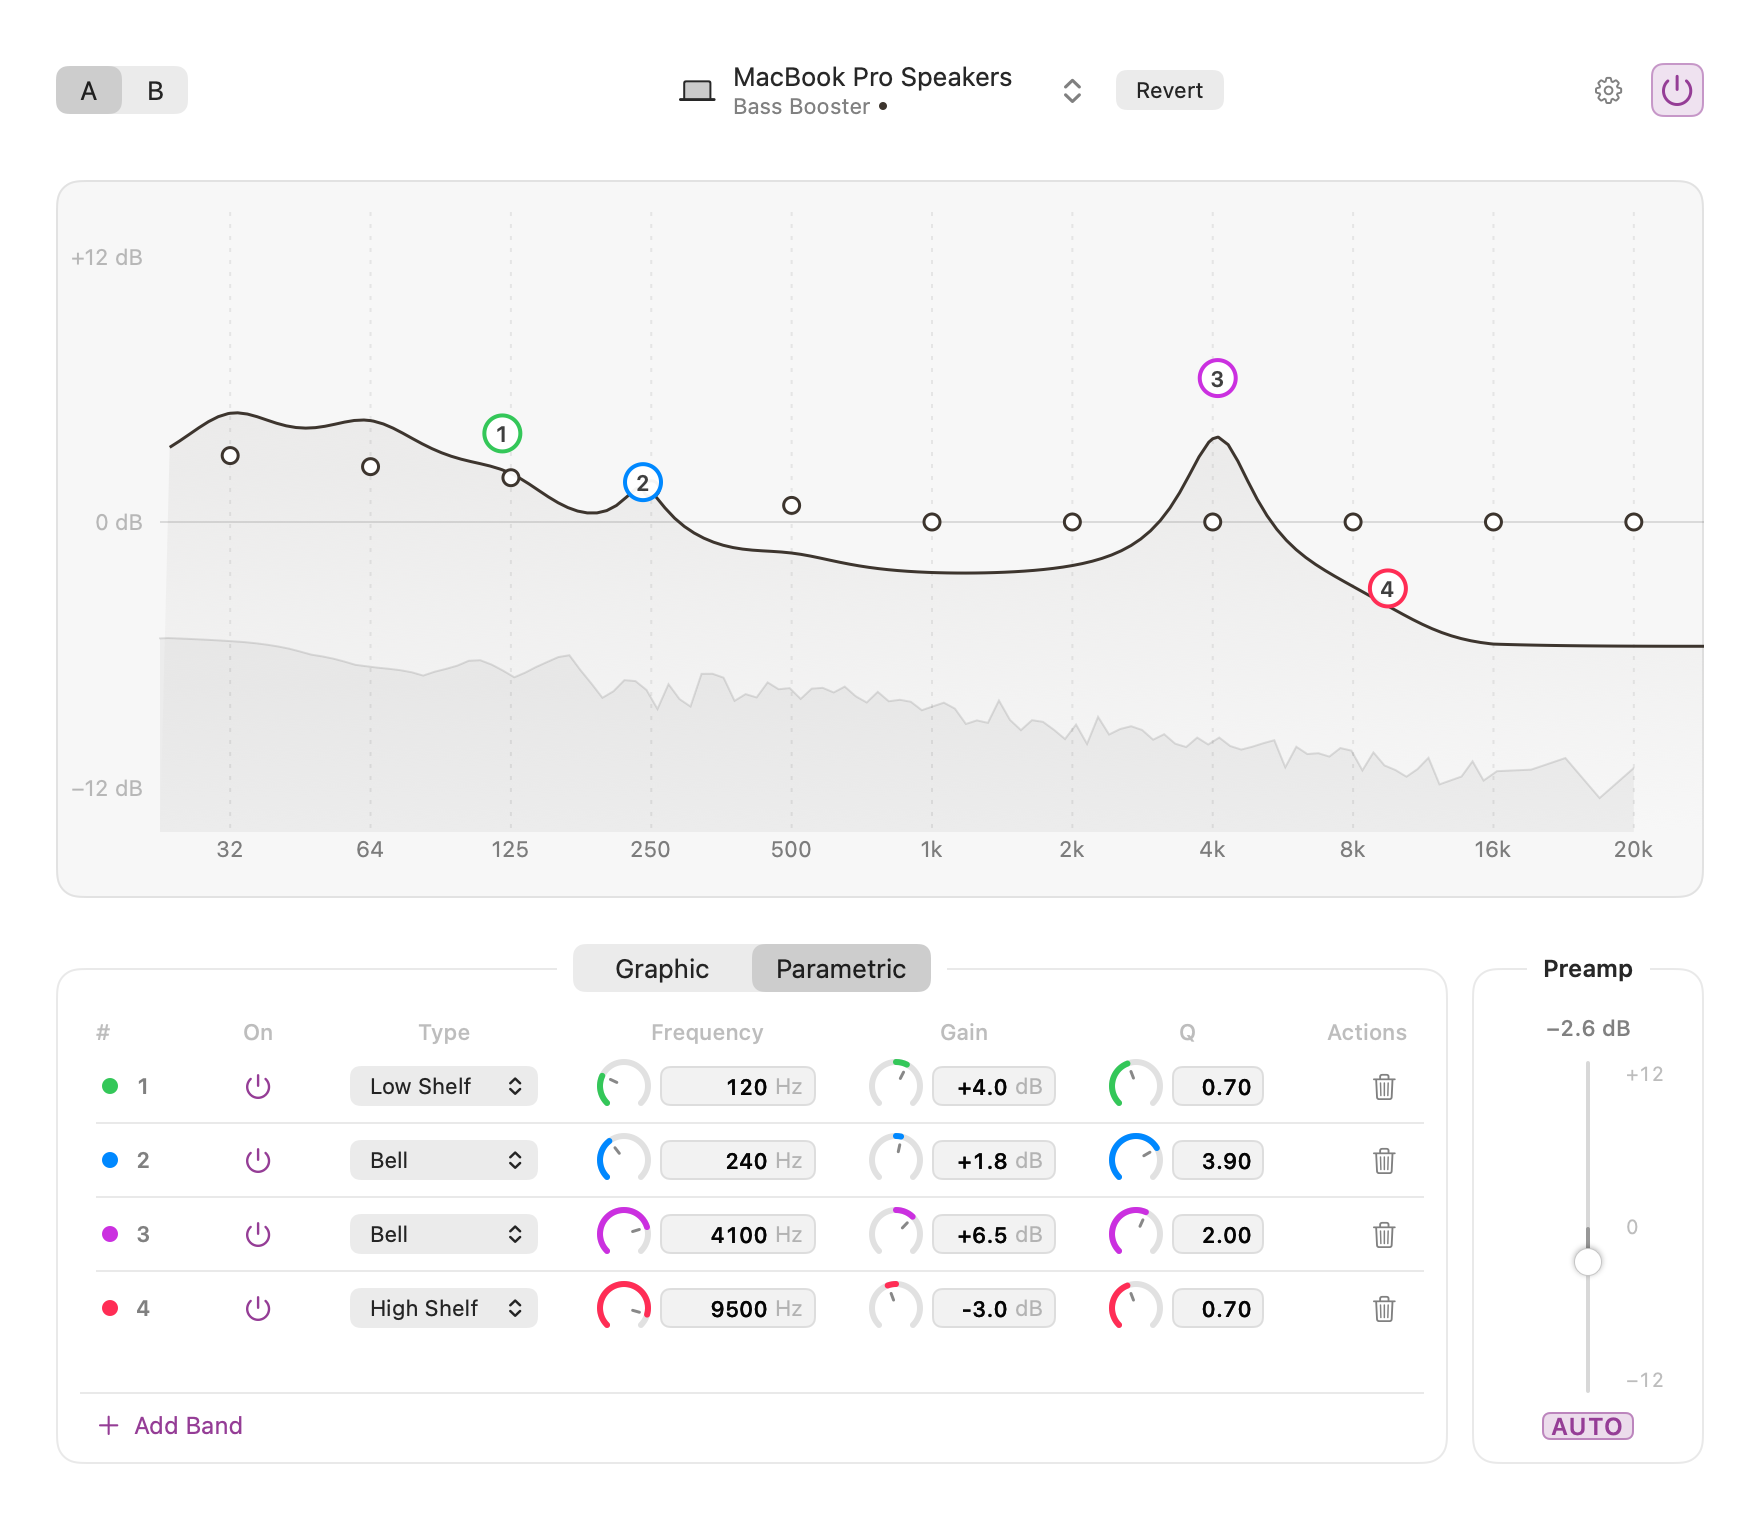 A B
MacBook Pro Speakers
Bass Booster •
Revert
+12 dB
0 dB
−12 dB
1
2
3
4
32 64 125 250 500 1k 2k 4k 8k 16k 20k
Graphic Parametric
# On Type Frequency Gain Q Actions
1 Low Shelf 120 Hz +4.0 dB 0.70
2 Bell 240 Hz +1.8 dB 3.90
3 Bell 4100 Hz +6.5 dB 2.00
4 High Shelf 9500 Hz -3.0 dB 0.70
+ Add Band
Preamp
−2.6 dB
+12
0
−12
AUTO